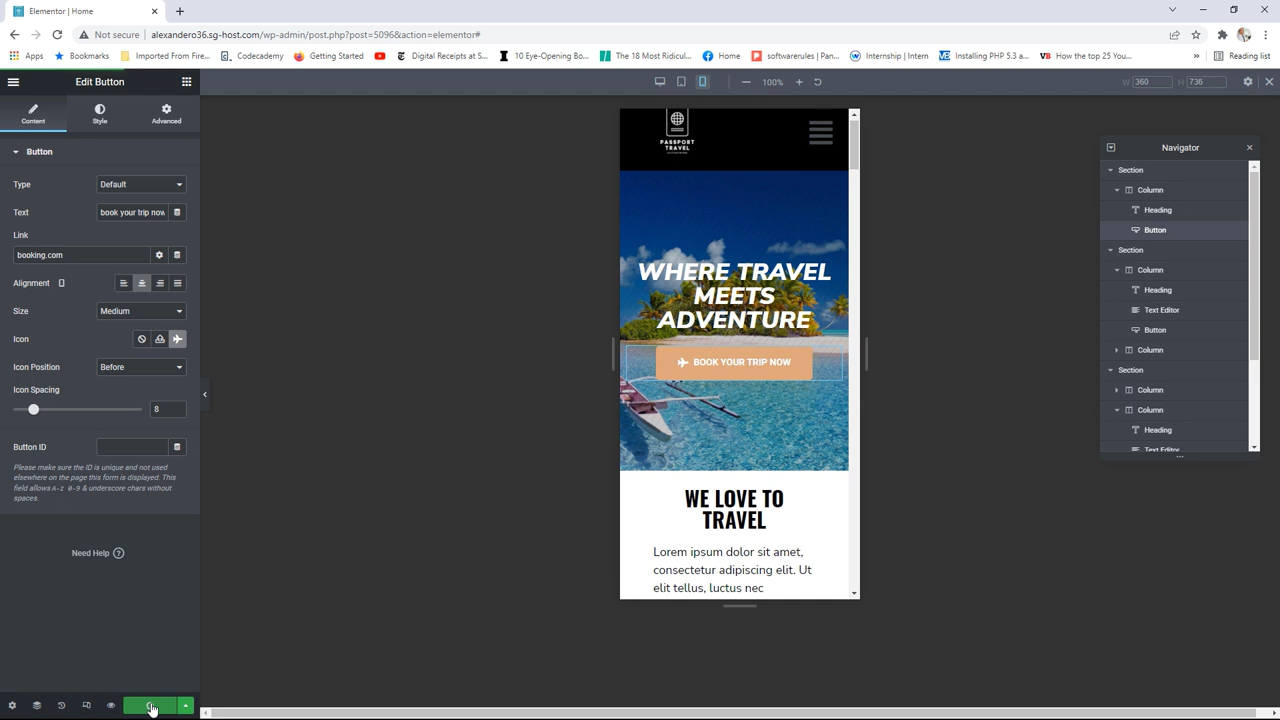 Elementor | Home
Not secure
alexandero36.sg-host.com/wp-admin/post.php?post=5096&action=elementor#
Apps
Bookmarks
Imported From Fire...
Codecademy
Getting Started
Digital Receipts at S...
10 Eye-Opening Bo...
The 18 Most Ridicul...
Home
softwarerules | Pan...
Internship | Intern
Installing PHP 5.3 a...
How the top 25 You...
»
Reading list
Edit Button
100%
W 360
H 736
Content
Style
Advanced
Button
Type
Default
Text
book your trip now
Link
booking.com
Alignment
Size
Medium
Icon
Icon Position
Before
Icon Spacing
8
Button ID
Please make sure the ID is unique and not used
elsewhere on the page this form is displayed. This
field allows A-z 0-9 & underscore chars without
spaces.
Need Help
PASSPORT
TRAVEL
WHERE TRAVEL
MEETS
ADVENTURE
BOOK YOUR TRIP NOW
WE LOVE TO
TRAVEL
Lorem ipsum dolor sit amet,
consectetur adipiscing elit. Ut
elit tellus, luctus nec
Navigator
Section
Column
Heading
Button
Section
Column
Heading
Text Editor
Button
Column
Section
Column
Column
Heading
Text Editor